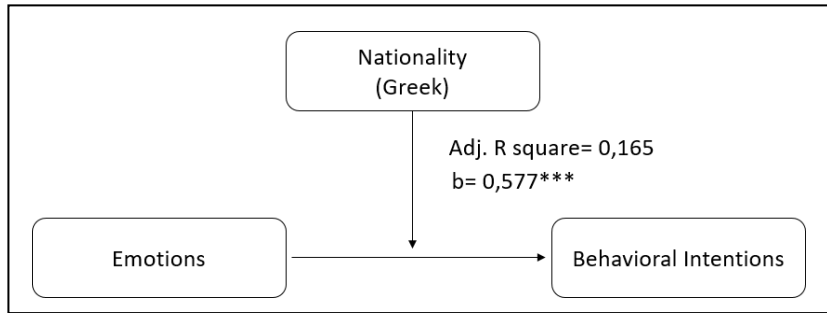 Nationality
(Greek)
Adj. R square= 0,165
b= 0,577***
Emotions
Behavioral Intentions